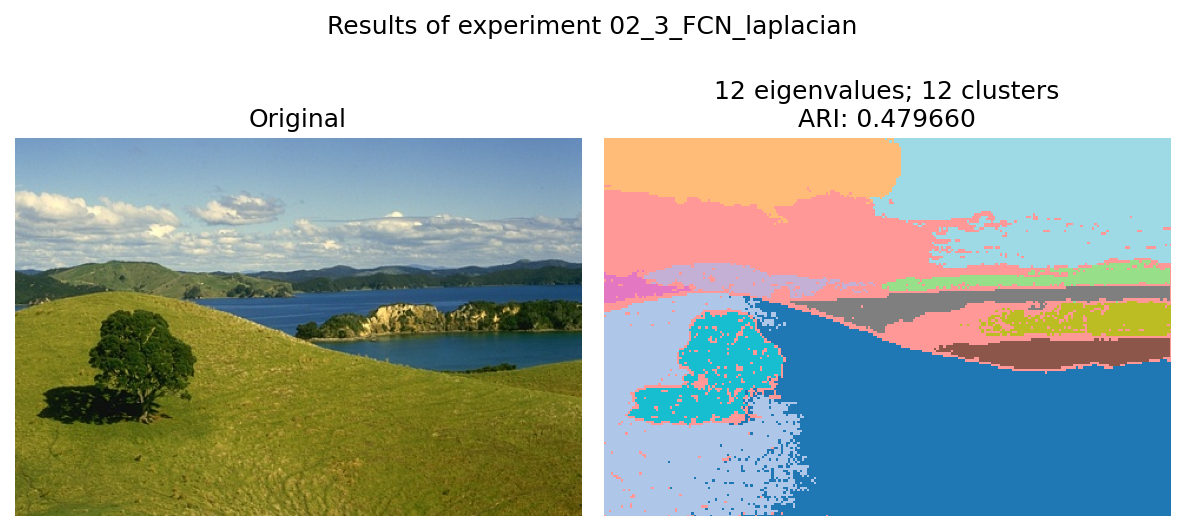 Results of experiment 02_3_FCN_laplacian
Original
12 eigenvalues; 12 clusters
ARI: 0.479660